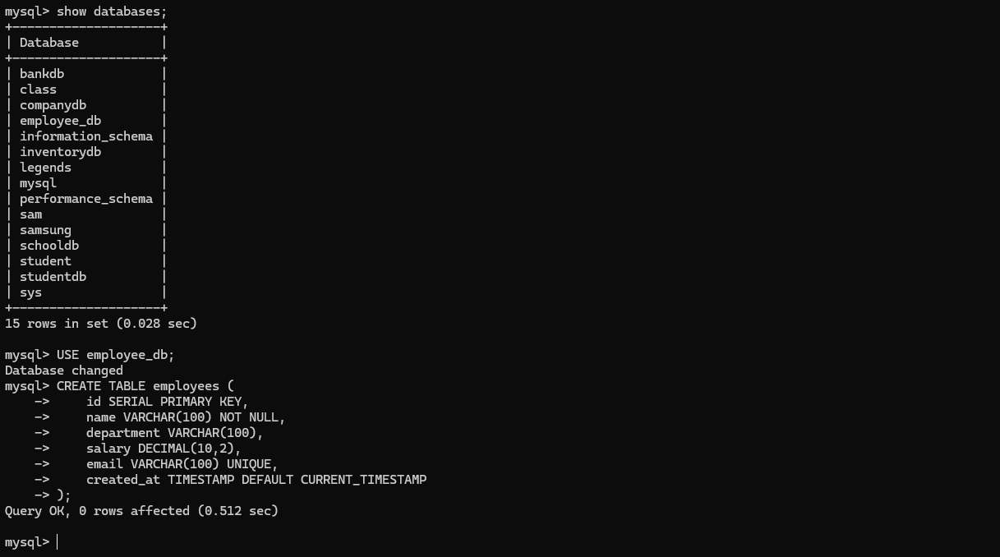 mysql> show databases;
+--------------------+
| Database           |
+--------------------+
| bankdb             |
| class              |
| companydb          |
| employee_db        |
| information_schema |
| inventorydb        |
| legends            |
| mysql              |
| performance_schema |
| sam                |
| samsung            |
| schooldb           |
| student            |
| studentdb          |
| sys                |
+--------------------+
15 rows in set (0.028 sec)

mysql> USE employee_db;
Database changed
mysql> CREATE TABLE employees (
    ->     id SERIAL PRIMARY KEY,
    ->     name VARCHAR(100) NOT NULL,
    ->     department VARCHAR(100),
    ->     salary DECIMAL(10,2),
    ->     email VARCHAR(100) UNIQUE,
    ->     created_at TIMESTAMP DEFAULT CURRENT_TIMESTAMP
    -> );
Query OK, 0 rows affected (0.512 sec)

mysql>